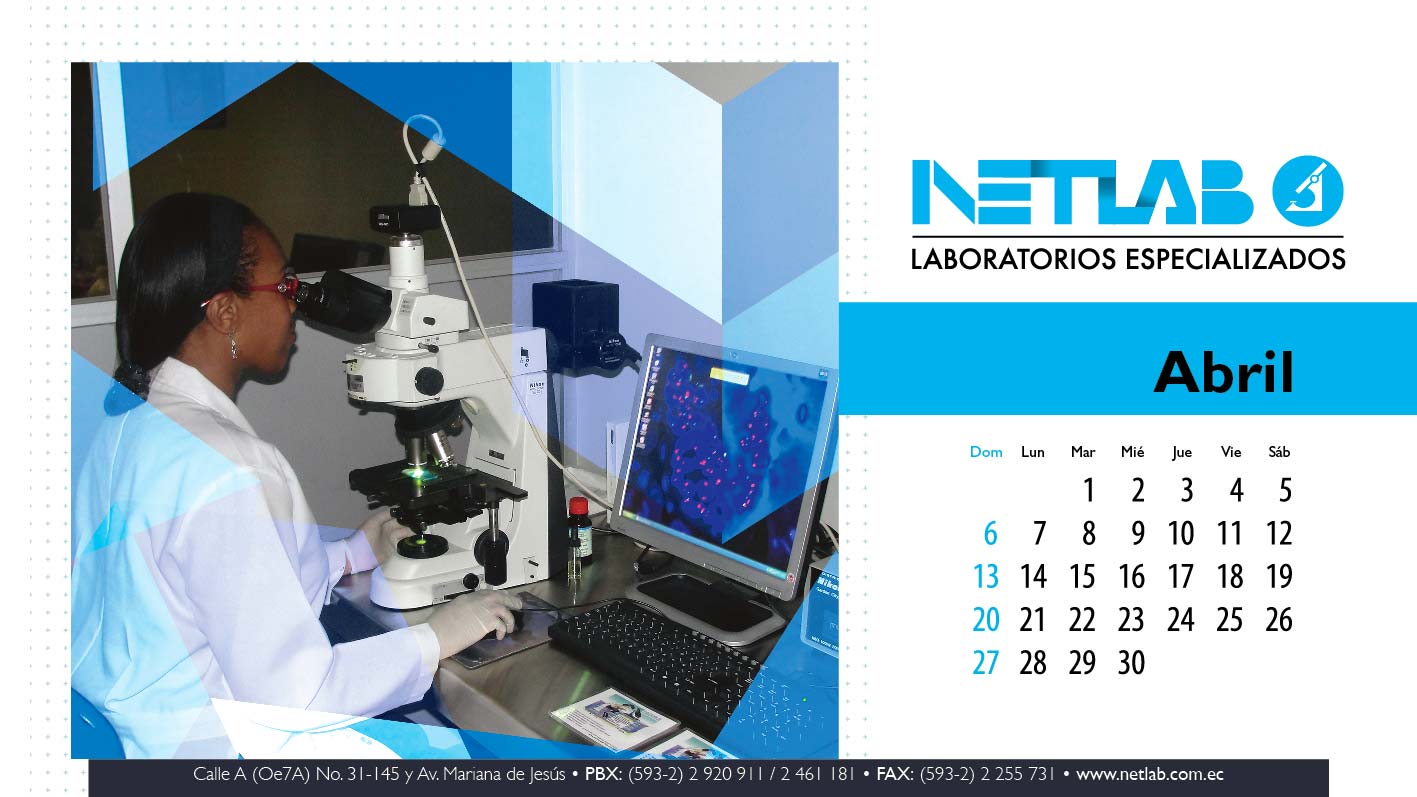 NETLAB
LABORATORIOS ESPECIALIZADOS
Abril
Dom Lun Mar Mié Jue Vie Sáb
1 2 3 4 5
6 7 8 9 10 11 12
13 14 15 16 17 18 19
20 21 22 23 24 25 26
27 28 29 30
Nikon
Nikon
Calle A (Oe7A) No. 31-145 y Av. Mariana de Jesús • PBX: (593-2) 2 920 911 / 2 461 181 • FAX: (593-2) 2 255 731 • www.netlab.com.ec